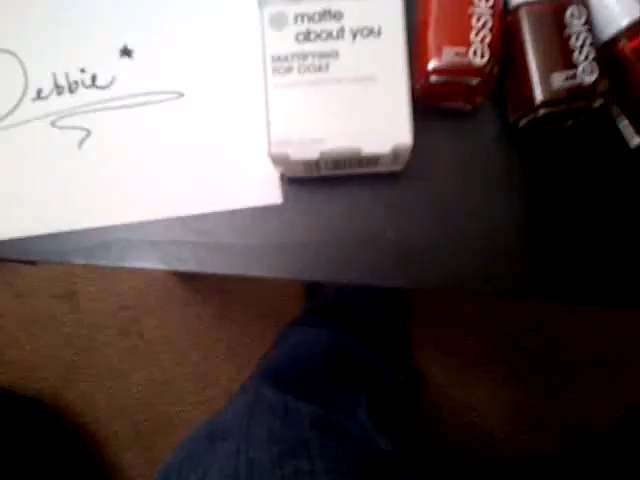 Debbie
matte
about you
MATTIFYING
TOP COAT
essie
essie